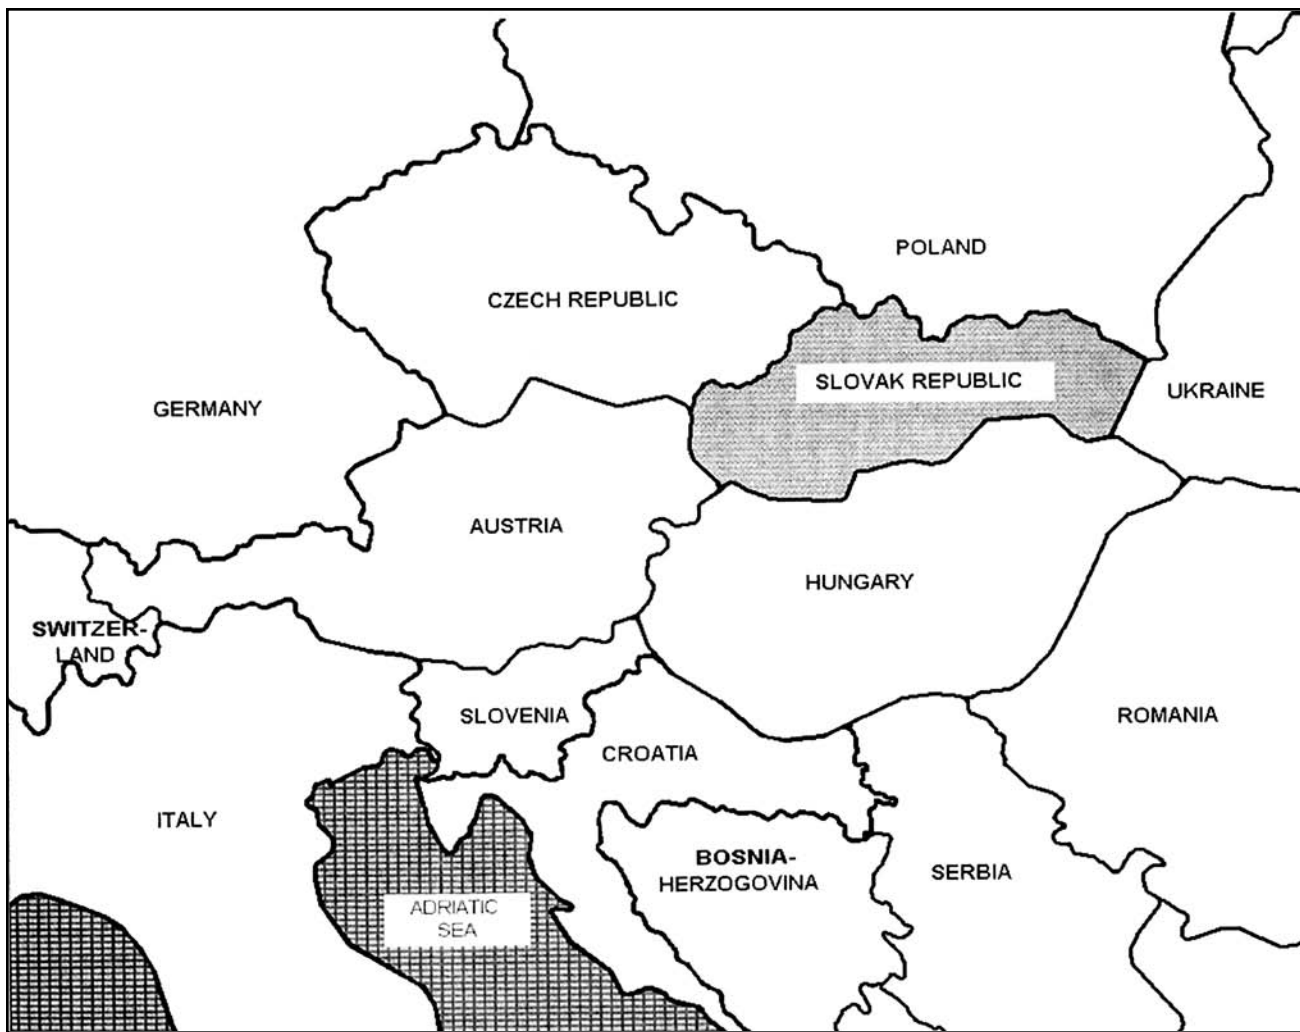 POLAND
CZECH REPUBLIC
SLOVAK REPUBLIC
UKRAINE
GERMANY
AUSTRIA
HUNGARY
SWITZER-
LAND
SLOVENIA
ROMANIA
CROATIA
ITALY
BOSNIA-
HERZOGOVINA
SERBIA
ADRIATIC
SEA